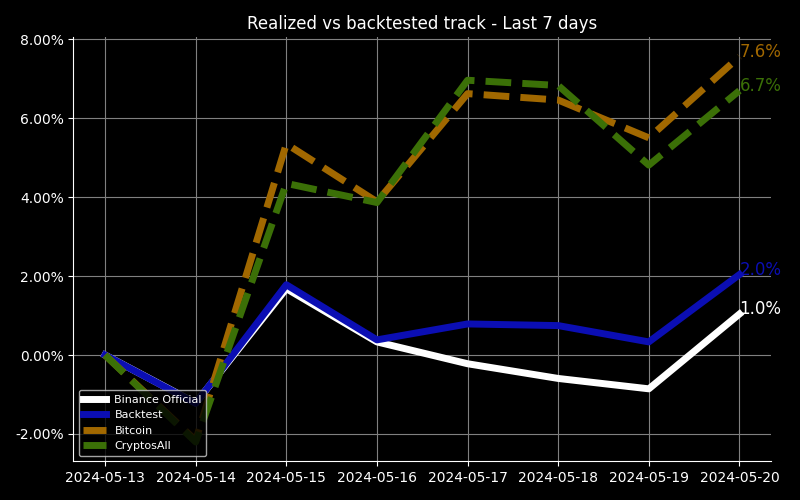 Realized vs backtested track - Last 7 days
8.00%
7.6%
6.7%
6.00%
4.00%
2.00%
2.0%
1.0%
0.00%
-2.00%
Binance Official
Backtest
Bitcoin
CryptosAll
2024-05-13 2024-05-14 2024-05-15 2024-05-16 2024-05-17 2024-05-18 2024-05-19 2024-05-20